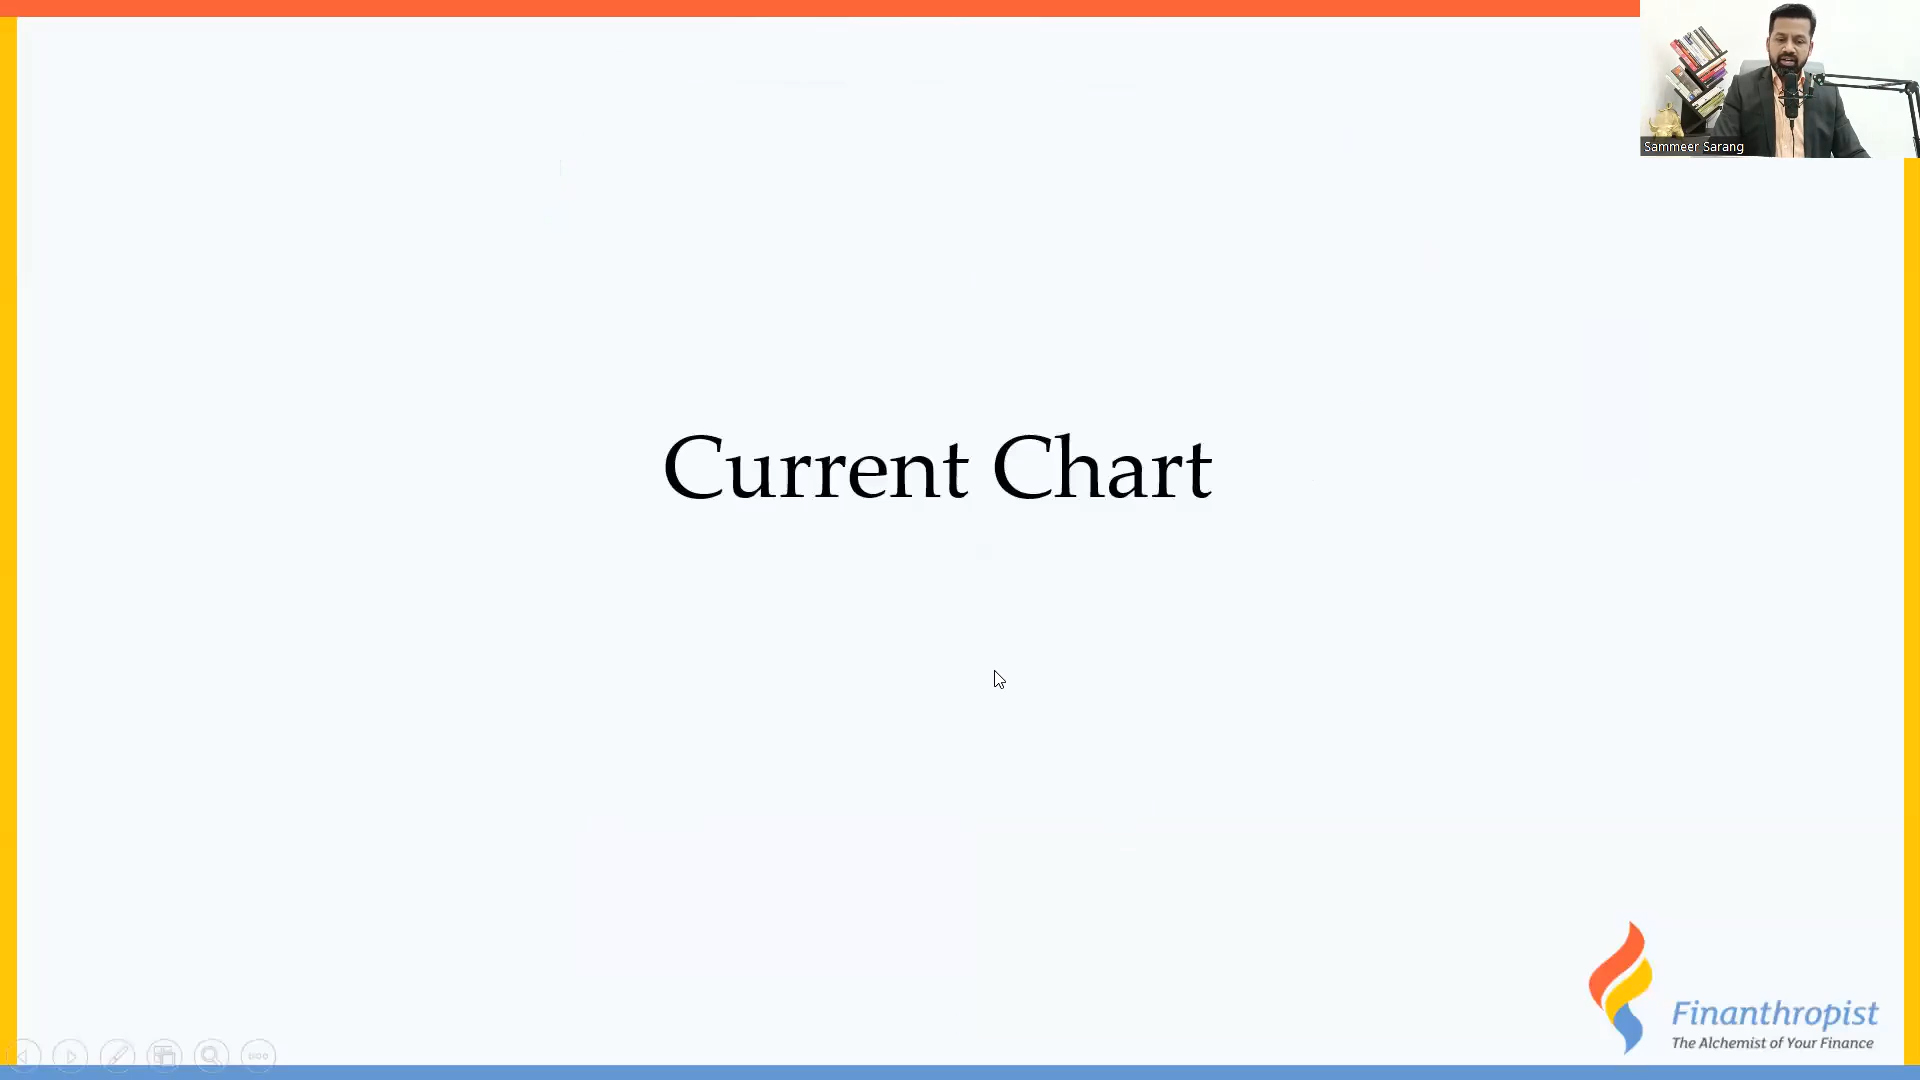 Sammeer Sarang
Current Chart
Finanthropist
The Alchemist of Your Finance